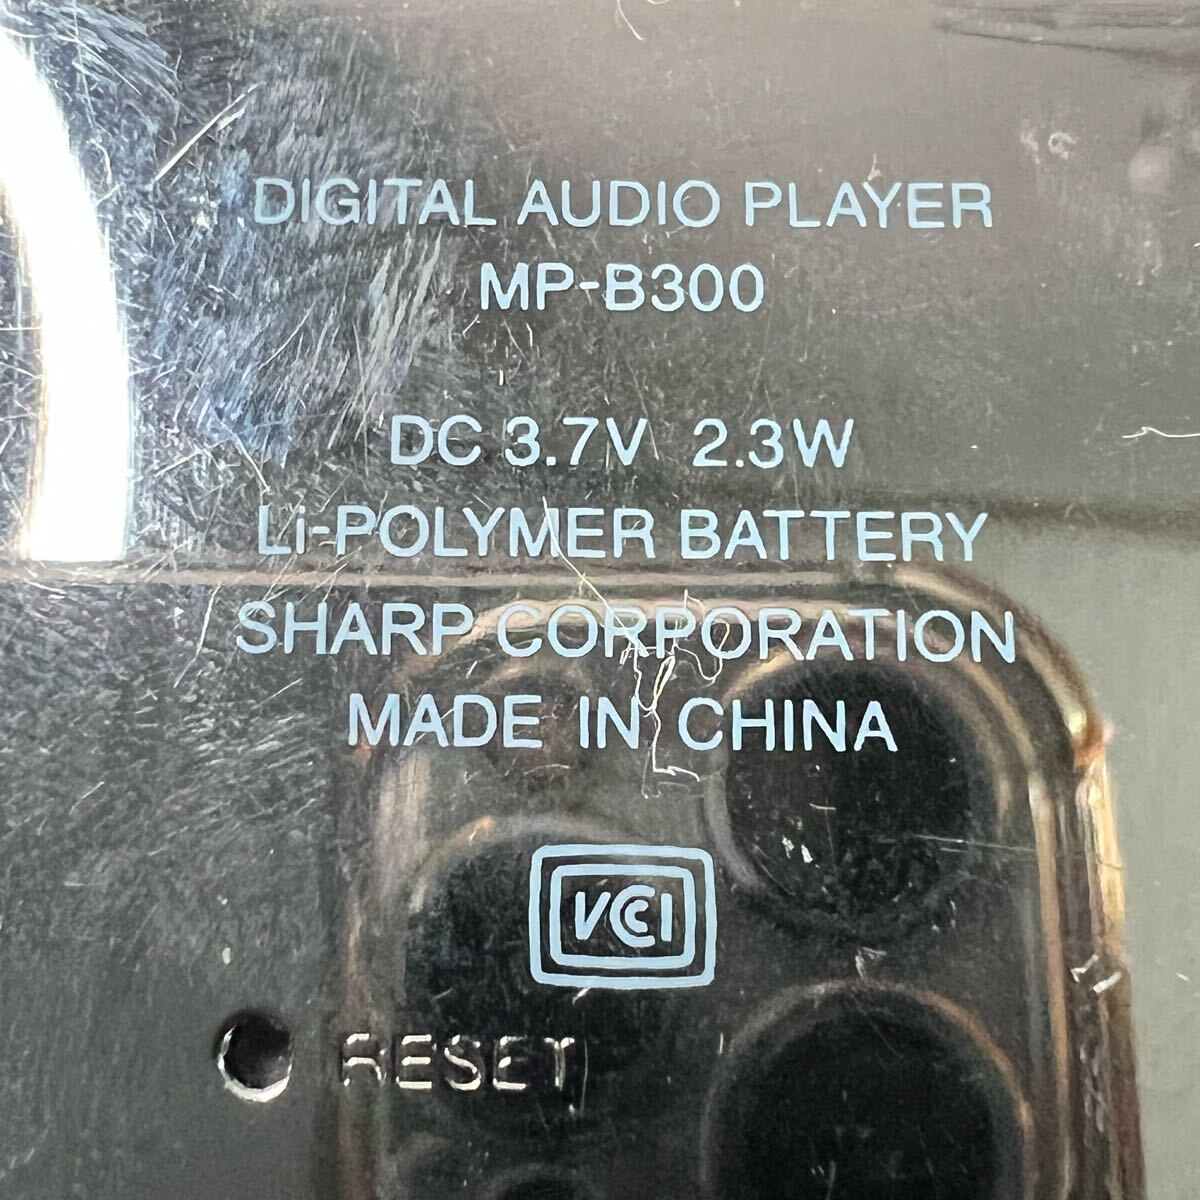 DIGITAL AUDIO PLAYER
MP-B300
DC 3.7V 2.3W
Li-POLYMER BATTERY
SHARP CORPORATION
MADE IN CHINA
VCCI
RESET